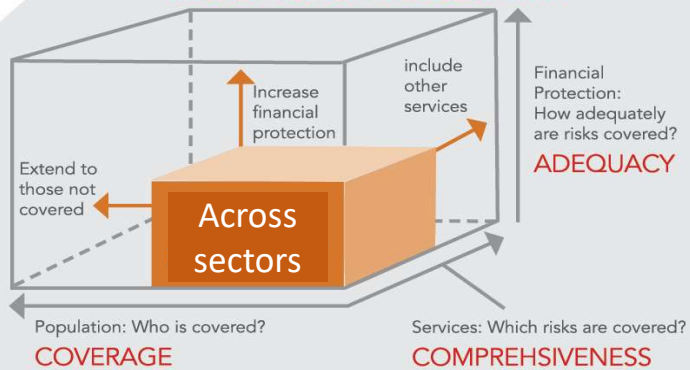 Increase
financial
protection
include
other
services
Financial
Protection:
How adequately
are risks covered?
ADEQUACY
Extend to
those not
covered
Across
sectors
Population: Who is covered?
COVERAGE
Services: Which risks are covered?
COMPREHSIVENESS